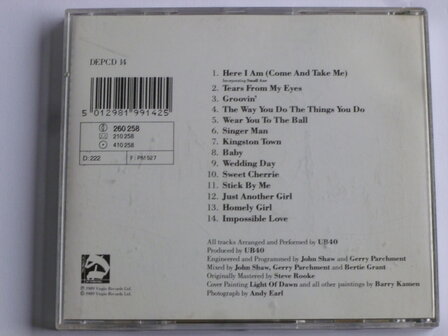 DEPCD 14
5 012981 991425
260 258
210 258
410 258
D: 222
F: PM 527
1. Here I Am (Come And Take Me)
Incorporating Small Axe
2. Tears From My Eyes
3. Groovin'
4. The Way You Do The Things You Do
5. Wear You To The Ball
6. Singer Man
7. Kingston Town
8. Baby
9. Wedding Day
10. Sweet Cherrie
11. Stick By Me
12. Just Another Girl
13. Homely Girl
14. Impossible Love
All tracks Arranged and Performed by UB40
Produced by UB40
Engineered and Programmed by John Shaw and Gerry Parchment
Mixed by John Shaw, Gerry Parchment and Bertie Grant
Originally Mastered by Steve Rooke
Cover Painting Light Of Dawn and all other paintings by Barry Kamen
Photograph by Andy Earl
℗ 1989 Virgin Records Ltd.
© 1989 Virgin Records Ltd.